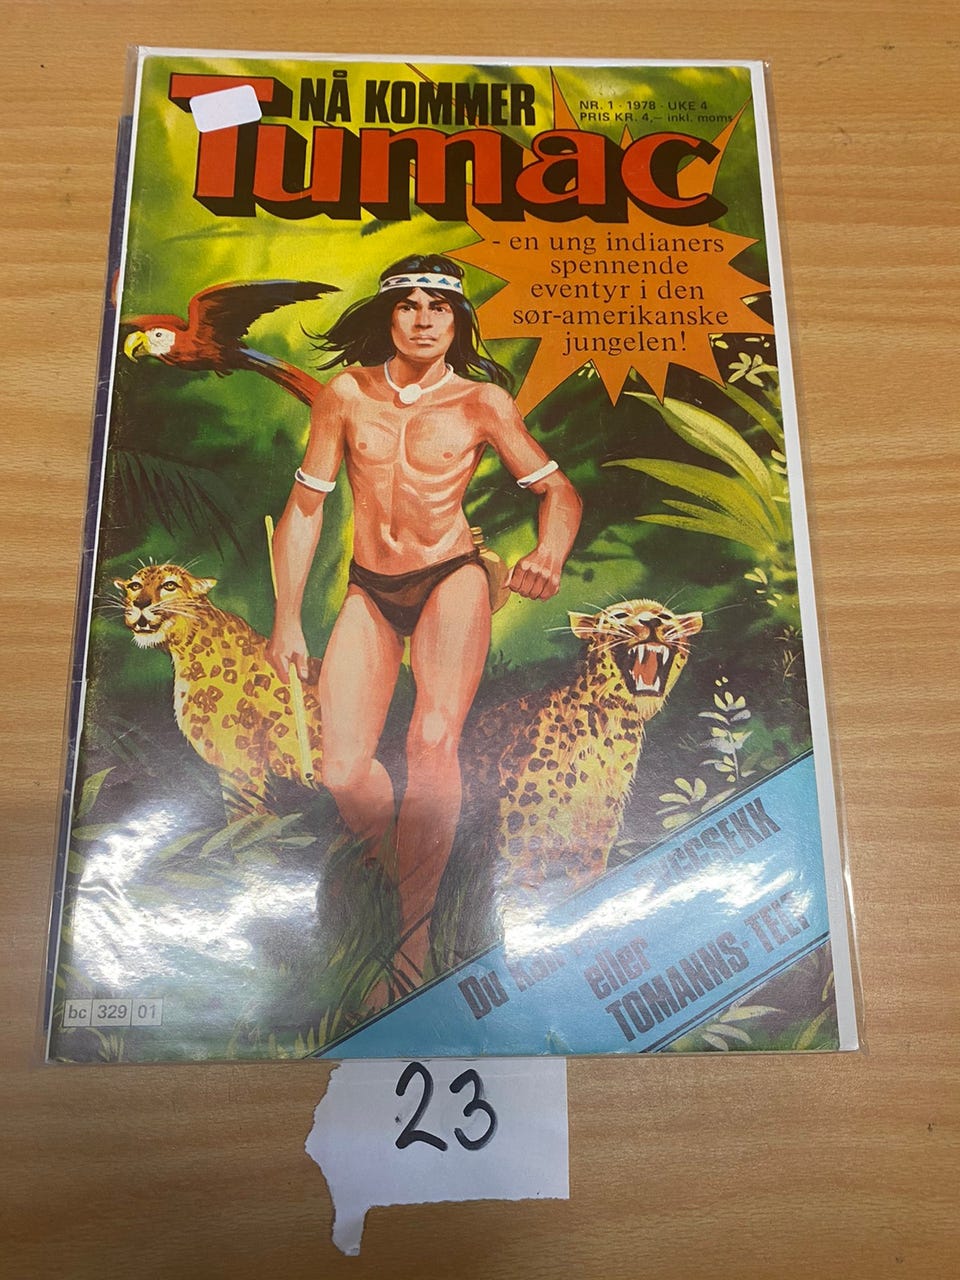 NÅ KOMMER
Tumac
NR. 1 · 1978 · UKE 4
PRIS KR. 4,– inkl. moms
- en ung indianers
spennende
eventyr i den
sør-amerikanske
jungelen!
Du kan
eller
TOMANNS-TELT
bc 329 01
23